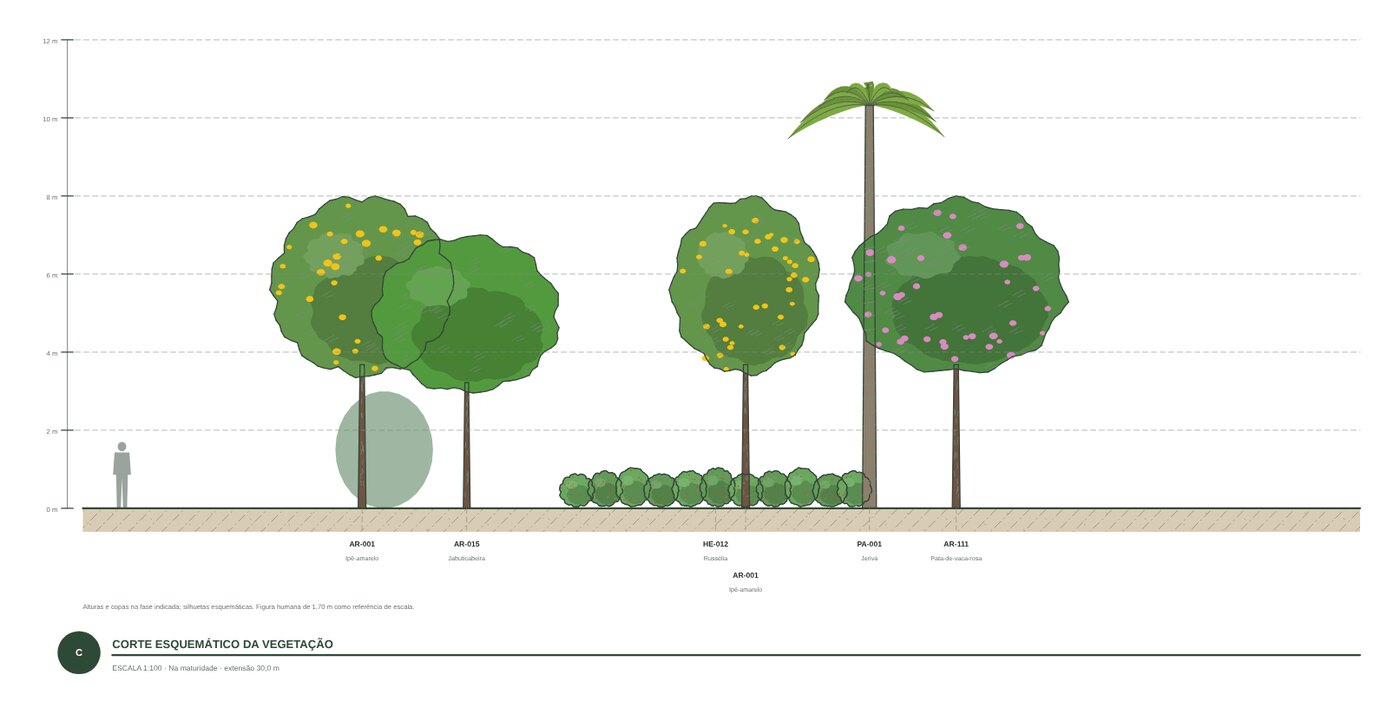 12 m
10 m
8 m
6 m
4 m
2 m
0 m
AR-001
Ipê-amarelo
AR-015
Jabuticabeira
HE-012
Russélia
PA-001
Jerivá
AR-111
Pata-de-vaca-rosa
AR-001
Ipê-amarelo
Alturas e copas na fase indicada; silhuetas esquemáticas. Figura humana de 1,70 m como referência de escala.
C
CORTE ESQUEMÁTICO DA VEGETAÇÃO
ESCALA 1:100 · Na maturidade · extensão 30,0 m